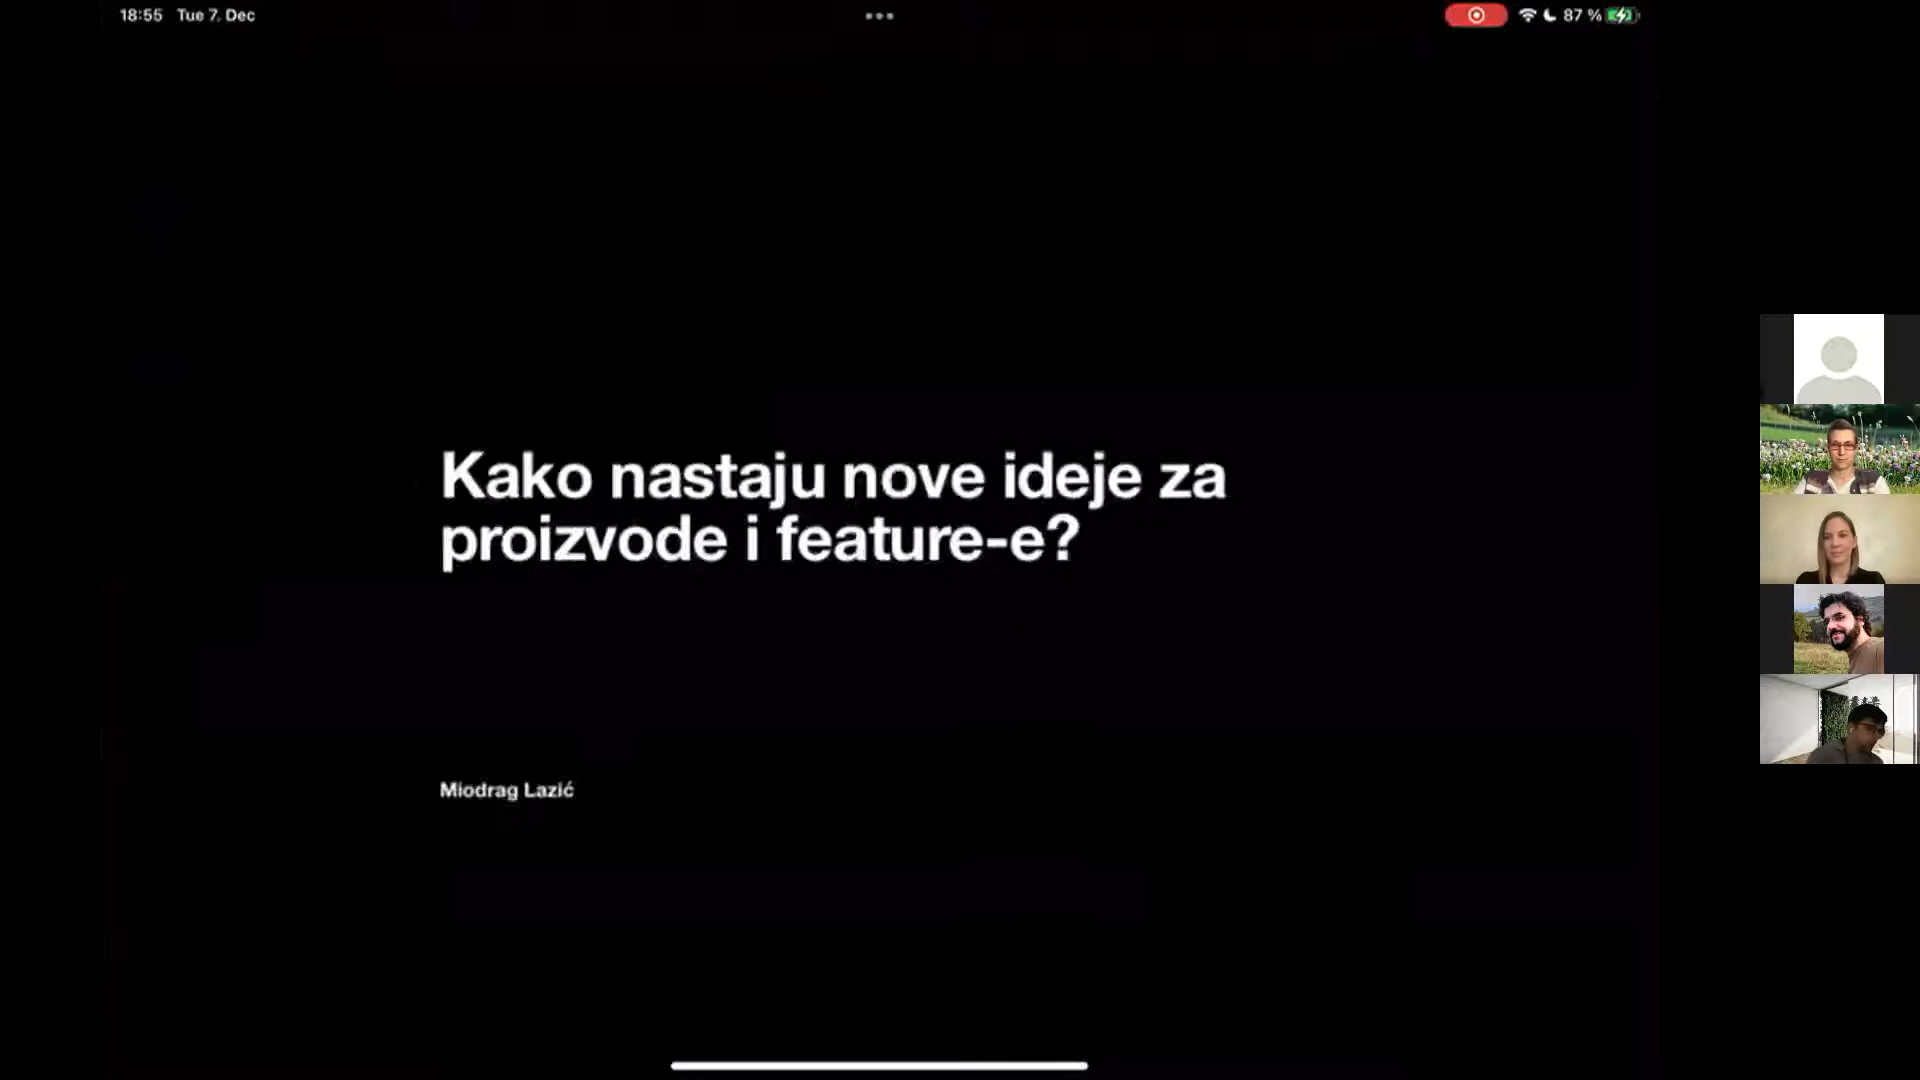 18:55 Tue 7. Dec
87 %
Kako nastaju nove ideje za
proizvode i feature-e?
Miodrag Lazić